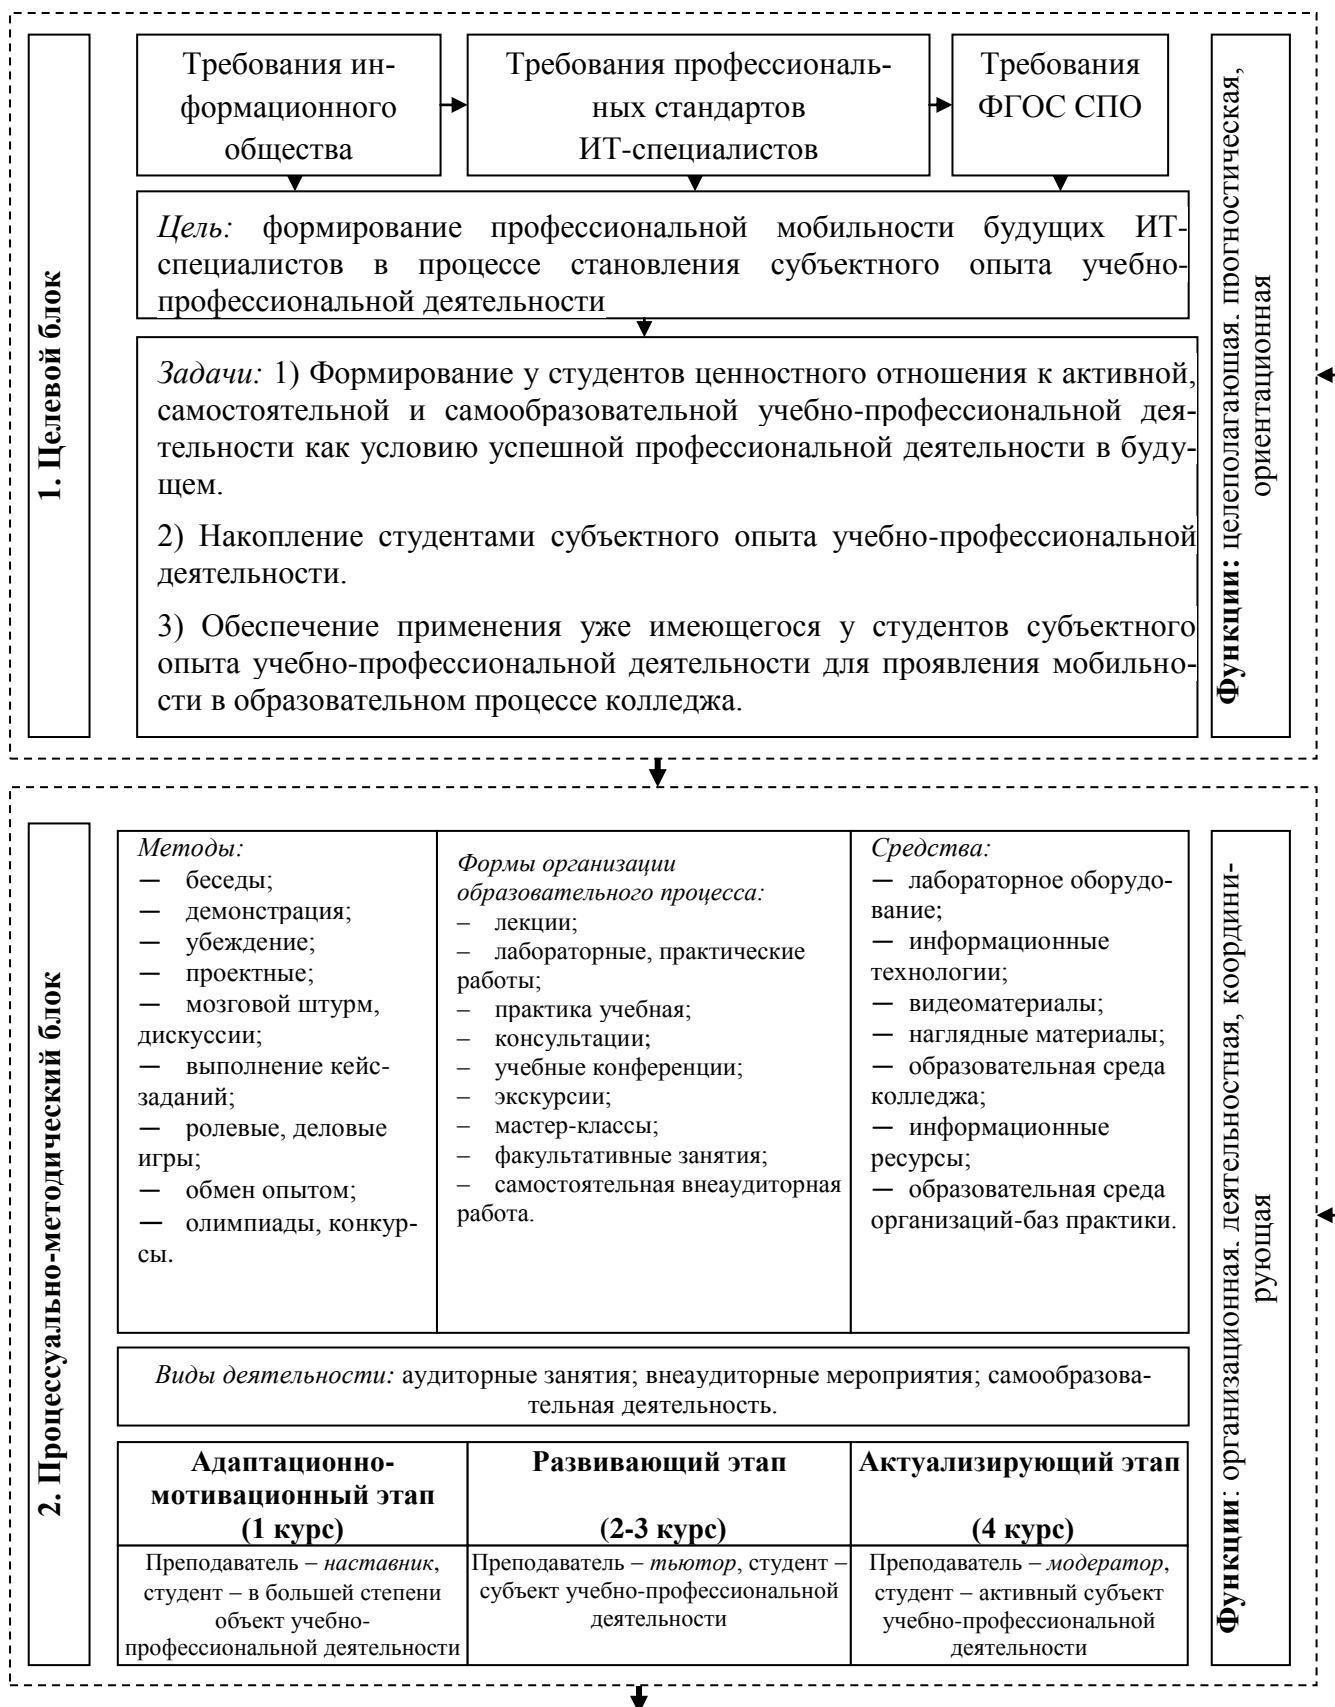 1. Целевой блок
Требования ин-
формационного
общества
Требования профессиональ-
ных стандартов
ИТ-специалистов
Требования
ФГОС СПО
Цель: формирование профессиональной мобильности будущих ИТ-
специалистов в процессе становления субъектного опыта учебно-
профессиональной деятельности
Задачи: 1) Формирование у студентов ценностного отношения к активной,
самостоятельной и самообразовательной учебно-профессиональной дея-
тельности как условию успешной профессиональной деятельности в буду-
щем.
2) Накопление студентами субъектного опыта учебно-профессиональной
деятельности.
3) Обеспечение применения уже имеющегося у студентов субъектного
опыта учебно-профессиональной деятельности для проявления мобильно-
сти в образовательном процессе колледжа.
Функции: целеполагающая, прогностическая,
ориентационная
2. Процессуально-методический блок
Методы:
— беседы;
— демонстрация;
— убеждение;
— проектные;
— мозговой штурм,
дискуссии;
— выполнение кейс-
заданий;
— ролевые, деловые
игры;
— обмен опытом;
— олимпиады, конкур-
сы.
Формы организации
образовательного процесса:
– лекции;
– лабораторные, практические
работы;
– практика учебная;
– консультации;
– учебные конференции;
– экскурсии;
– мастер-классы;
– факультативные занятия;
– самостоятельная внеаудиторная
работа.
Средства:
— лабораторное оборудо-
вание;
— информационные
технологии;
— видеоматериалы;
— наглядные материалы;
— образовательная среда
колледжа;
— информационные
ресурсы;
— образовательная среда
организаций-баз практики.
Виды деятельности: аудиторные занятия; внеаудиторные мероприятия; самообразова-
тельная деятельность.
Адаптационно-
мотивационный этап
(1 курс)
Развивающий этап
(2-3 курс)
Актуализирующий этап
(4 курс)
Преподаватель – наставник,
студент – в большей степени
объект учебно-
профессиональной деятельности
Преподаватель – тьютор, студент –
субъект учебно-профессиональной
деятельности
Преподаватель – модератор,
студент – активный субъект
учебно-профессиональной
деятельности
Функции: организационная, деятельностная, координи-
рующая